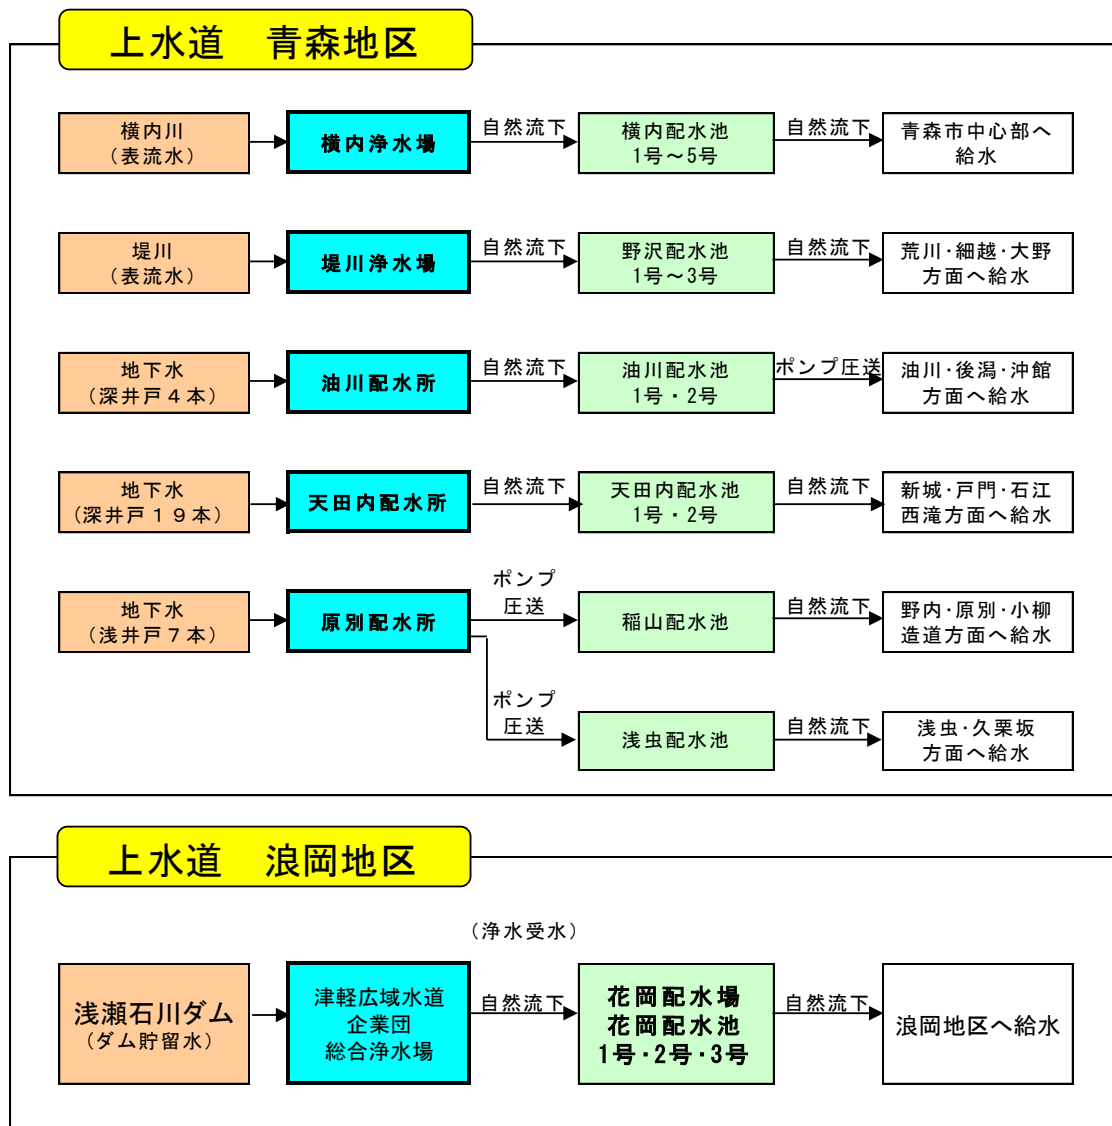 上水道　青森地区
横内川
（表流水）
横内浄水場
自然流下
横内配水池
1号～5号
自然流下
青森市中心部へ
給水
堤川
（表流水）
堤川浄水場
自然流下
野沢配水池
1号～3号
自然流下
荒川･細越･大野
方面へ給水
地下水
（深井戸４本）
油川配水所
自然流下
油川配水池
1号・2号
ポンプ圧送
油川･後潟･沖館
方面へ給水
地下水
（深井戸１９本）
天田内配水所
自然流下
天田内配水池
1号・2号
自然流下
新城･戸門･石江
西滝方面へ給水
地下水
（浅井戸７本）
原別配水所
ポンプ
圧送
稲山配水池
自然流下
野内･原別･小柳
造道方面へ給水
ポンプ
圧送
浅虫配水池
自然流下
浅虫･久栗坂
方面へ給水
上水道　浪岡地区
（浄水受水）
浅瀬石川ダム
（ダム貯留水）
津軽広域水道
企業団
総合浄水場
自然流下
花岡配水場
花岡配水池
1号･2号･3号
自然流下
浪岡地区へ給水